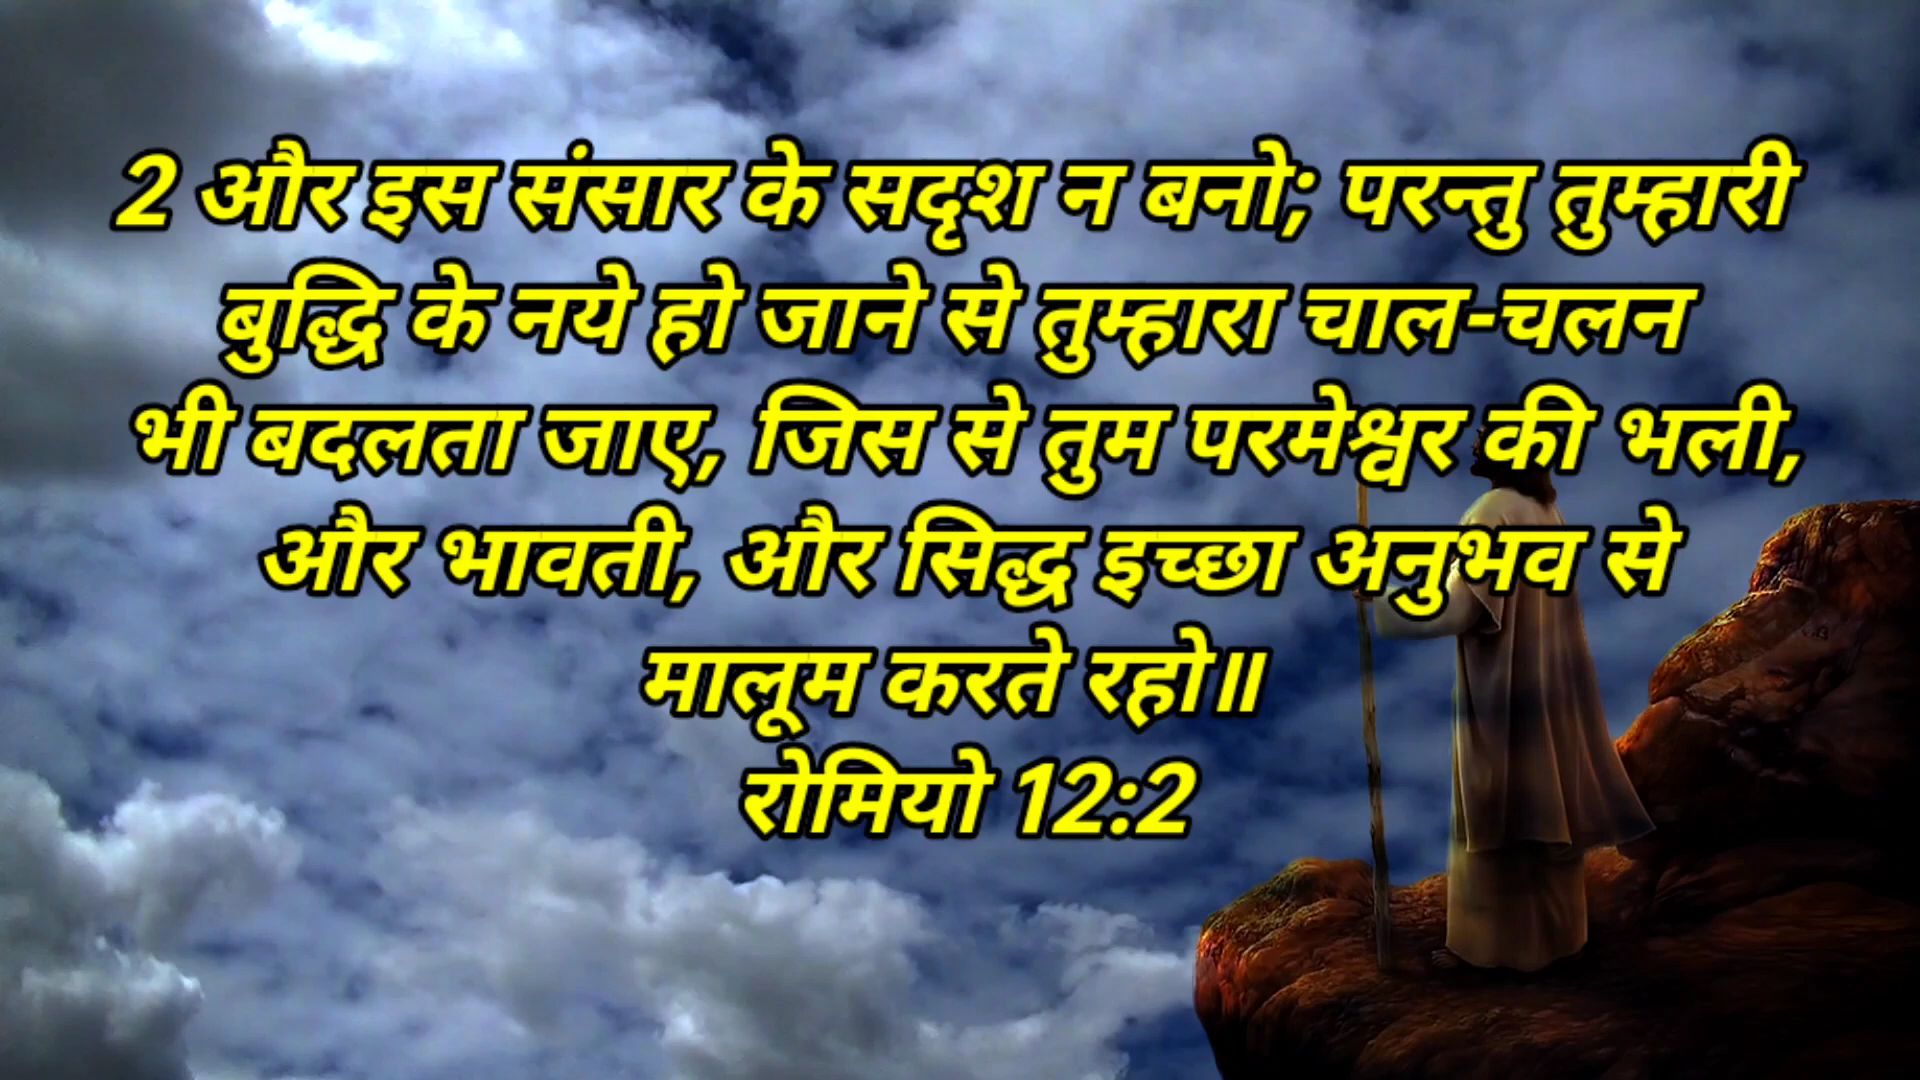 2 और इस संसार के सदृश न बनो; परन्तु तुम्हारी
बुद्धि के नये हो जाने से तुम्हारा चाल-चलन
भी बदलता जाए, जिस से तुम परमेश्वर की भली,
और भावती, और सिद्ध इच्छा अनुभव से
मालूम करते रहो॥
रोमियो 12:2